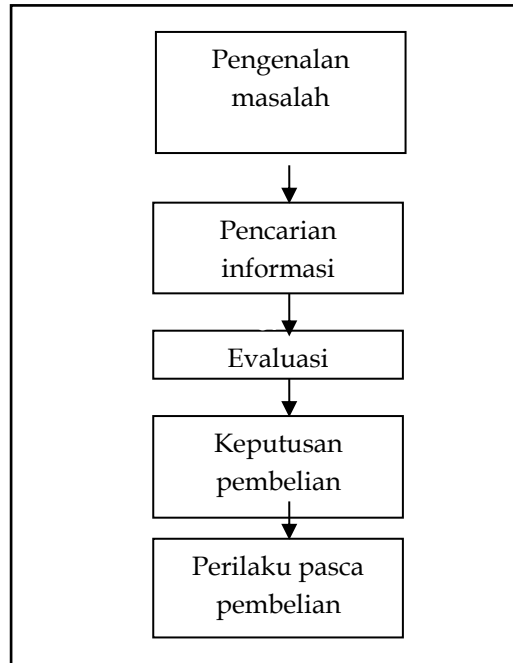 Pengenalan
masalah
Pencarian
informasi
Evaluasi
Keputusan
pembelian
Perilaku pasca
pembelian